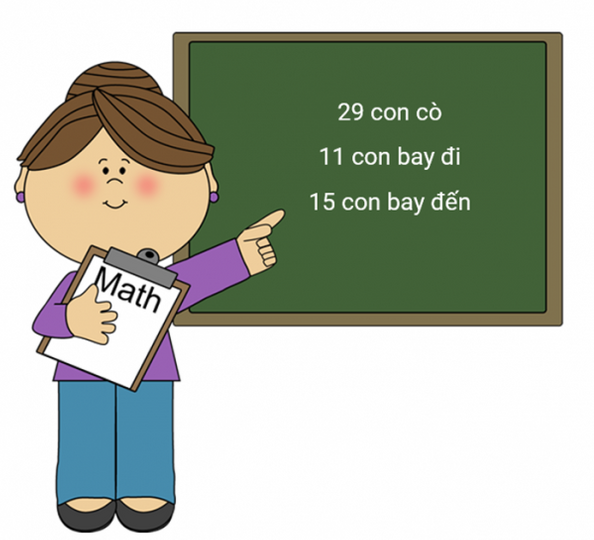 29 con cò
11 con bay đi
15 con bay đến
Math